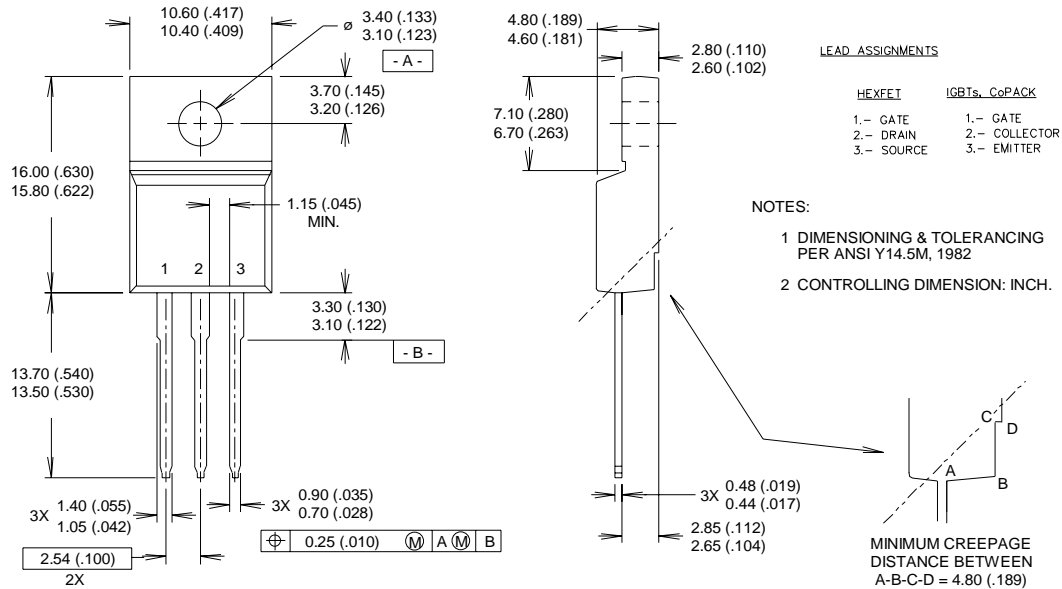 10.60 (.417)
10.40 (.409)
ø 3.40 (.133)
3.10 (.123)
- A -
3.70 (.145)
3.20 (.126)
16.00 (.630)
15.80 (.622)
1.15 (.045)
MIN.
1 2 3
3.30 (.130)
3.10 (.122)
- B -
13.70 (.540)
13.50 (.530)
3X 1.40 (.055)
1.05 (.042)
3X 0.90 (.035)
0.70 (.028)
2.54 (.100)
2X
⌖ 0.25 (.010) Ⓜ A Ⓜ B
4.80 (.189)
4.60 (.181)
2.80 (.110)
2.60 (.102)
7.10 (.280)
6.70 (.263)
3X 0.48 (.019)
0.44 (.017)
2.85 (.112)
2.65 (.104)
LEAD ASSIGNMENTS
HEXFET
1.- GATE
2.- DRAIN
3.- SOURCE
IGBTs, CoPACK
1.- GATE
2.- COLLECTOR
3.- EMITTER
NOTES:
1 DIMENSIONING & TOLERANCING
PER ANSI Y14.5M, 1982
2 CONTROLLING DIMENSION: INCH.
C
D
A
B
MINIMUM CREEPAGE
DISTANCE BETWEEN
A-B-C-D = 4.80 (.189)